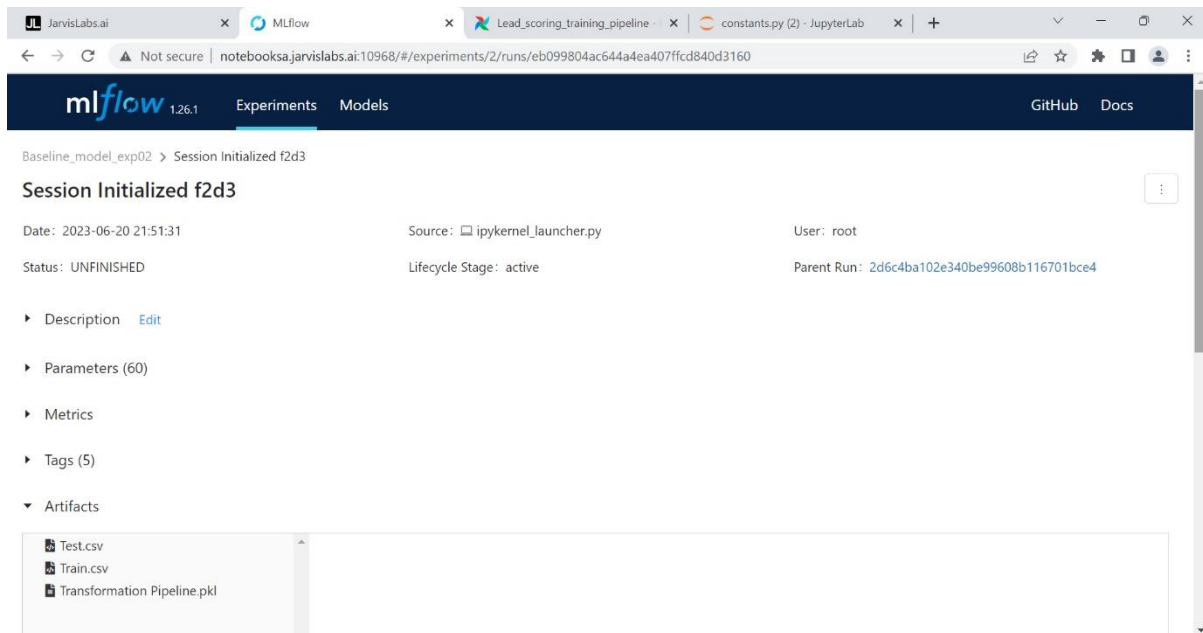 JL JarvisLabs.ai
MLflow
Lead_scoring_training_pipeline -
constants.py (2) - JupyterLab
Not secure | notebooksa.jarvislabs.ai:10968/#/experiments/2/runs/eb099804ac644a4ea407ffcd840d3160
mlflow 1.26.1 Experiments Models GitHub Docs
Baseline_model_exp02 > Session Initialized f2d3
Session Initialized f2d3
Date: 2023-06-20 21:51:31 Source: ipykernel_launcher.py User: root
Status: UNFINISHED Lifecycle Stage: active Parent Run: 2d6c4ba102e340be99608b116701bce4
Description Edit
Parameters (60)
Metrics
Tags (5)
Artifacts
Test.csv
Train.csv
Transformation Pipeline.pkl